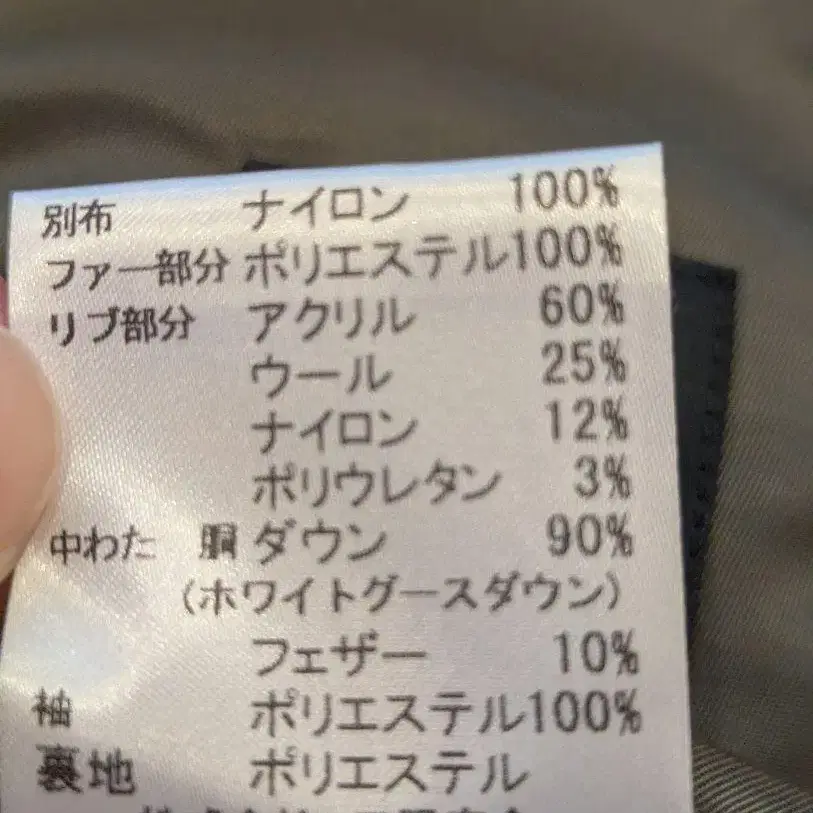 別布 ナイロン 100%
ファー部分 ポリエステル100%
リブ部分 アクリル 60%
ウール 25%
ナイロン 12%
ポリウレタン 3%
中わた 胴 ダウン 90%
(ホワイトグースダウン)
フェザー 10%
袖 ポリエステル100%
裏地 ポリエステル